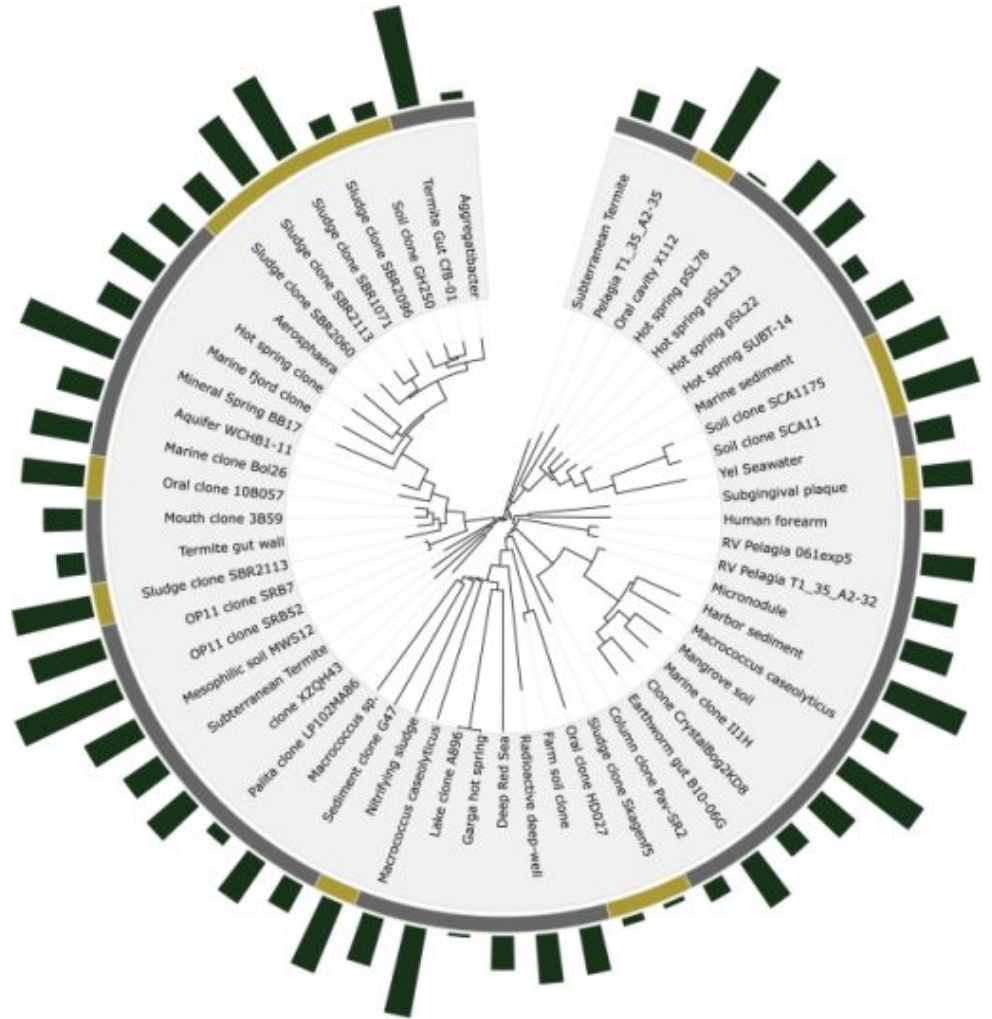 Subterranean Termite
Pelagia T1_35_A2-35
Oral cavity X112
Hot spring pSL78
Hot spring pSL123
Hot spring pSL22
Hot spring SUBT-14
Marine sediment
Soil clone SCA1175
Soil clone SCA11
Yel Seawater
Subgingival plaque
Human forearm
RV Pelagia 061exp5
RV Pelagia T1_35_A2-32
Micronodule
Harbor sediment
Macrococcus caseolyticus
Mangrove soil
Marine clone II1H
Clone CrystalBog2KD8
Earthworm gut B10-06G
Column clone Pav-SR2
Sludge clone Skagenf5
Oral clone HD027
Farm soil clone
Radioactive deep-well
Deep Red Sea
Garga hot spring
Lake clone A896
Macrococcus caseolyticus
Nitrifying sludge
Sediment clone G47
Macrococcus sp.
Palita clone LP102MA86
clone XZQH43
Subterranean Termite
Mesophilic soil MWS12
OP11 clone SRB52
OP11 clone SRB7
Sludge clone SBR2113
Termite gut wall
Mouth clone 3B59
Oral clone 10B057
Marine clone Bol26
Aquifer WCHB1-11
Mineral Spring BB17
Marine fjord clone
Hot spring clone
Aerosphaera
Sludge clone SBR2060
Sludge clone SBR2113
Sludge clone SBR1071
Sludge clone SBR2096
Soil clone GH250
Termite Gut CfB-01
Aggregatibacter